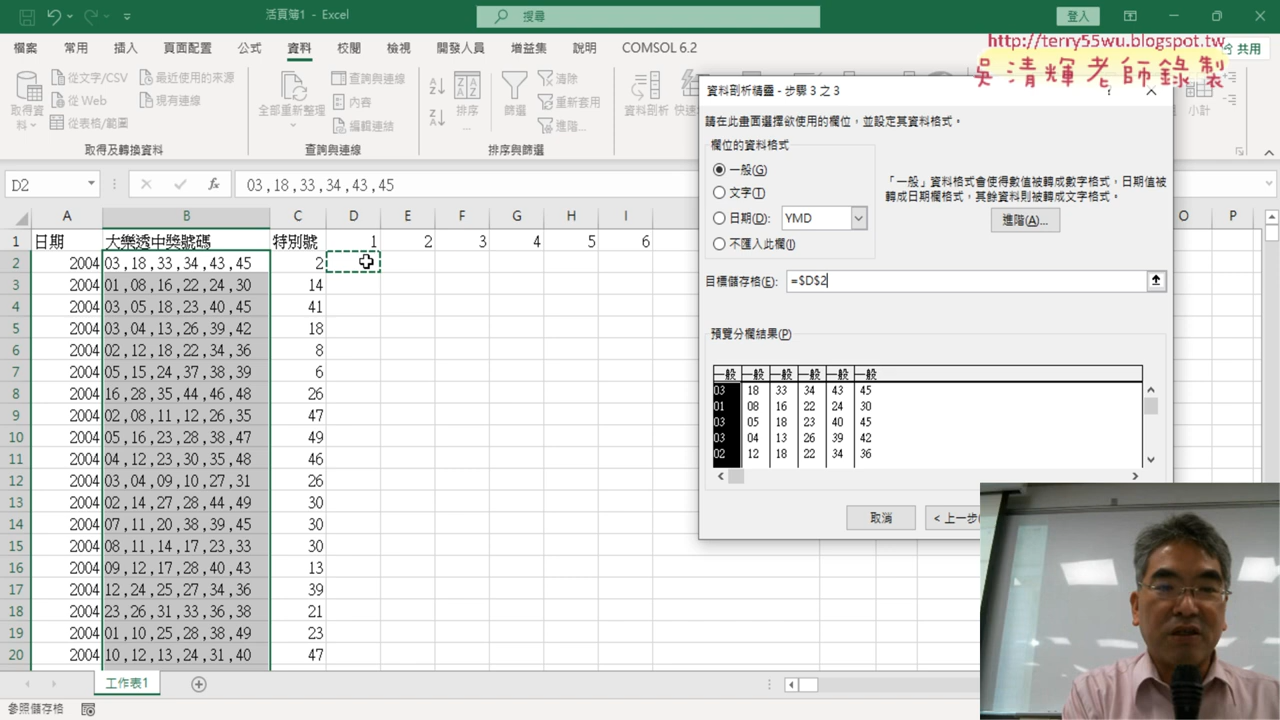 活頁簿1 - Excel
搜尋
登入
檔案 常用 插入 頁面配置 公式 資料 校閱 檢視 開發人員 增益集 說明 COMSOL 6.2
http://terry55wu.blogspot.tw
共用
吳清輝老師錄製
取得資料
從文字/CSV
從 Web
從表格/範圍
最近使用的來源
現有連線
取得及轉換資料
全部重新整理
查詢與連線
內容
編輯連結
查詢與連線
排序
...
篩選
清除
重新套用
進階...
排序與篩選
資料剖析
快速
小計
資料剖析精靈 - 步驟 3 之 3
請在此畫面選擇欲使用的欄位，並設定其資料格式。
欄位的資料格式
一般(G)
文字(T)
日期(D): YMD
不匯入此欄(I)
「一般」資料格式會使得數值被轉成數字格式，日期值被
轉成日期欄格式，其餘資料則被轉成文字格式。
進階(A)...
目標儲存格(E): =$D$2
預覽分欄結果(P)
一般 一般 一般 一般 一般 一般
03 18 33 34 43 45
01 08 16 22 24 30
03 05 18 23 40 45
03 04 13 26 39 42
02 12 18 22 34 36
取消
< 上一步
D2
fx
03,18,33,34,43,45
A B C D E F G H I O P
1 日期 大樂透中獎號碼 特別號 1 2 3 4 5 6
2 2004 03,18,33,34,43,45 2
3 2004 01,08,16,22,24,30 14
4 2004 03,05,18,23,40,45 41
5 2004 03,04,13,26,39,42 18
6 2004 02,12,18,22,34,36 8
7 2004 05,15,24,37,38,39 6
8 2004 16,28,35,44,46,48 26
9 2004 02,08,11,12,26,35 47
10 2004 05,16,23,28,38,47 49
11 2004 04,12,23,30,35,48 46
12 2004 03,04,09,10,27,31 26
13 2004 02,14,27,28,44,49 30
14 2004 07,11,20,38,39,45 30
15 2004 08,11,14,17,23,33 30
16 2004 09,12,17,28,40,43 13
17 2004 12,24,25,27,34,36 39
18 2004 23,26,31,33,36,38 21
19 2004 01,10,25,28,38,49 23
20 2004 10,12,13,24,31,40 47
工作表1
參照儲存格